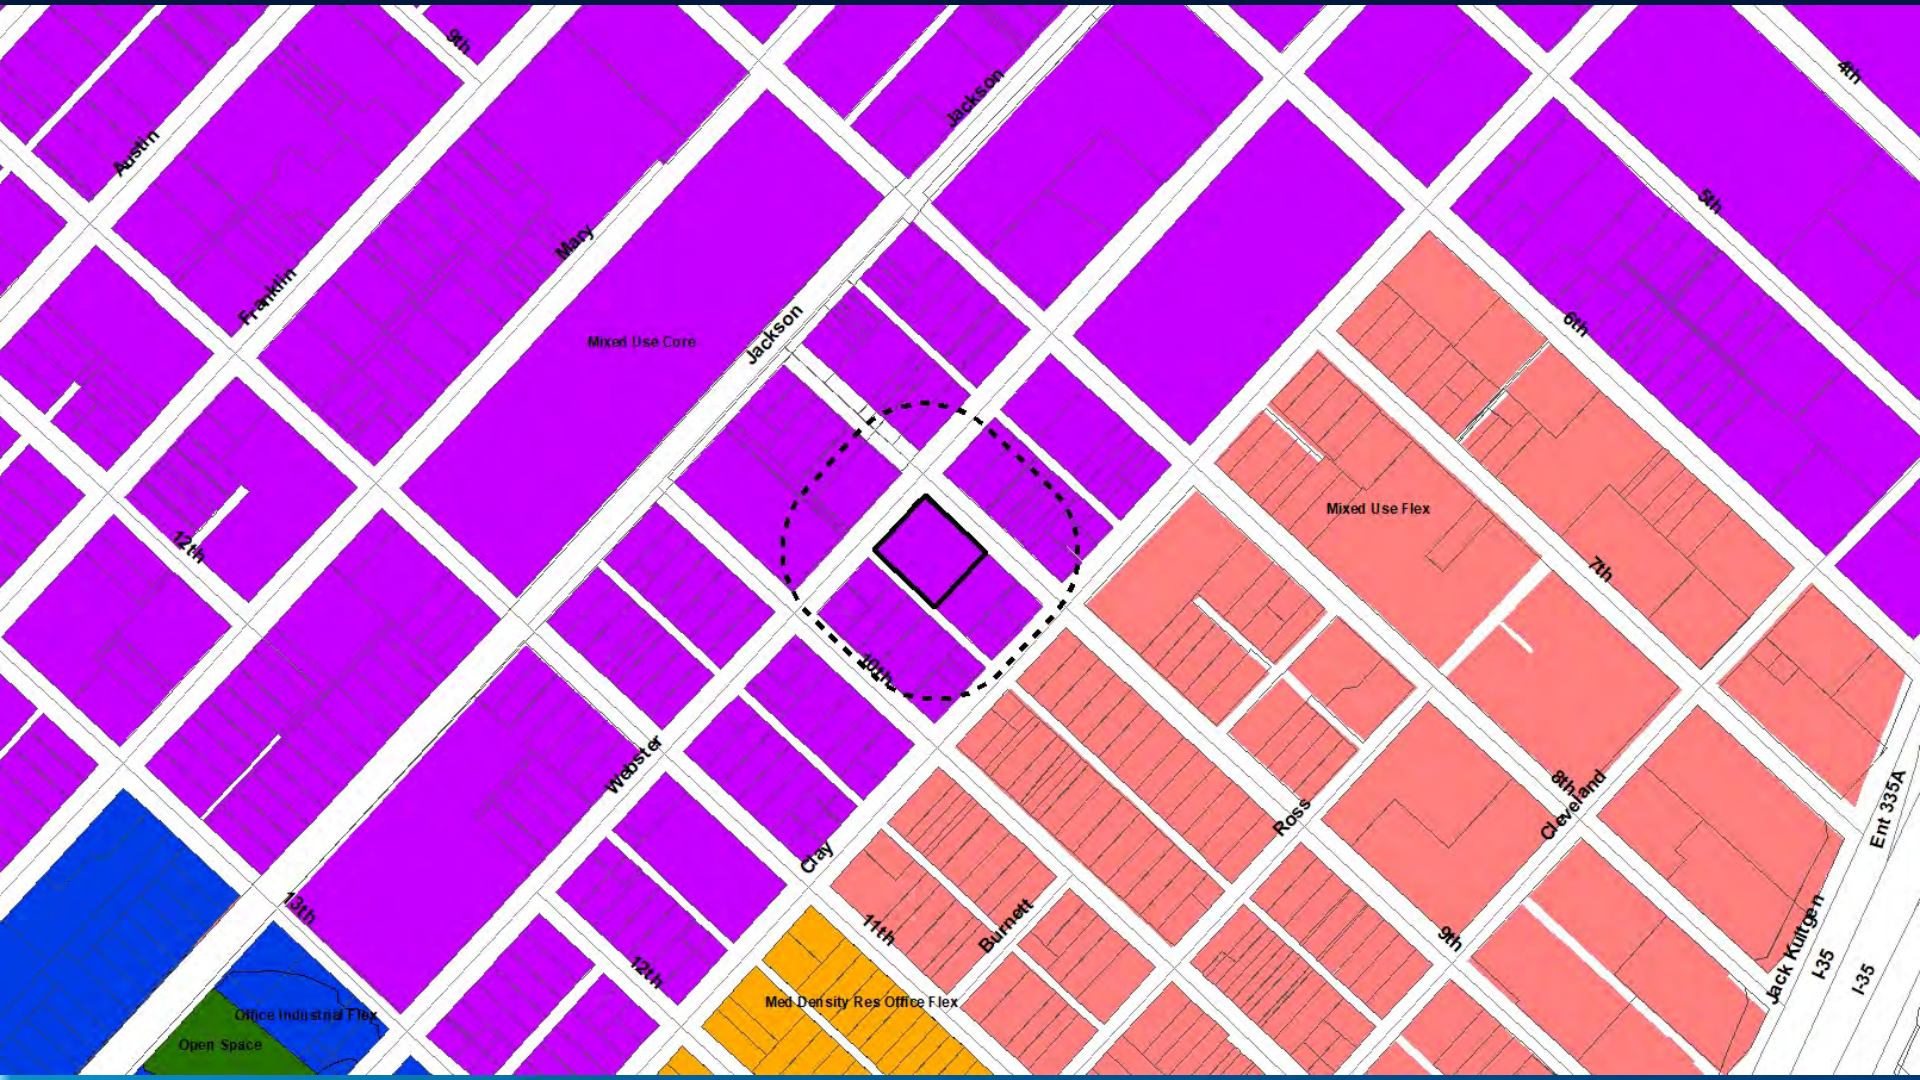 9th
4th
Jackson
Austin
5th
Mary
Franklin
6th
Jackson
Mixed Use Core
Mixed Use Flex
12th
7th
10th
Webster
8th
Cleveland
Ent 335A
Ross
Clay
13th
11th
Burnett
9th
Jack Kultgen
I-35
I-35
12th
Med Density Res Office Flex
Office Industrial Flex
Open Space